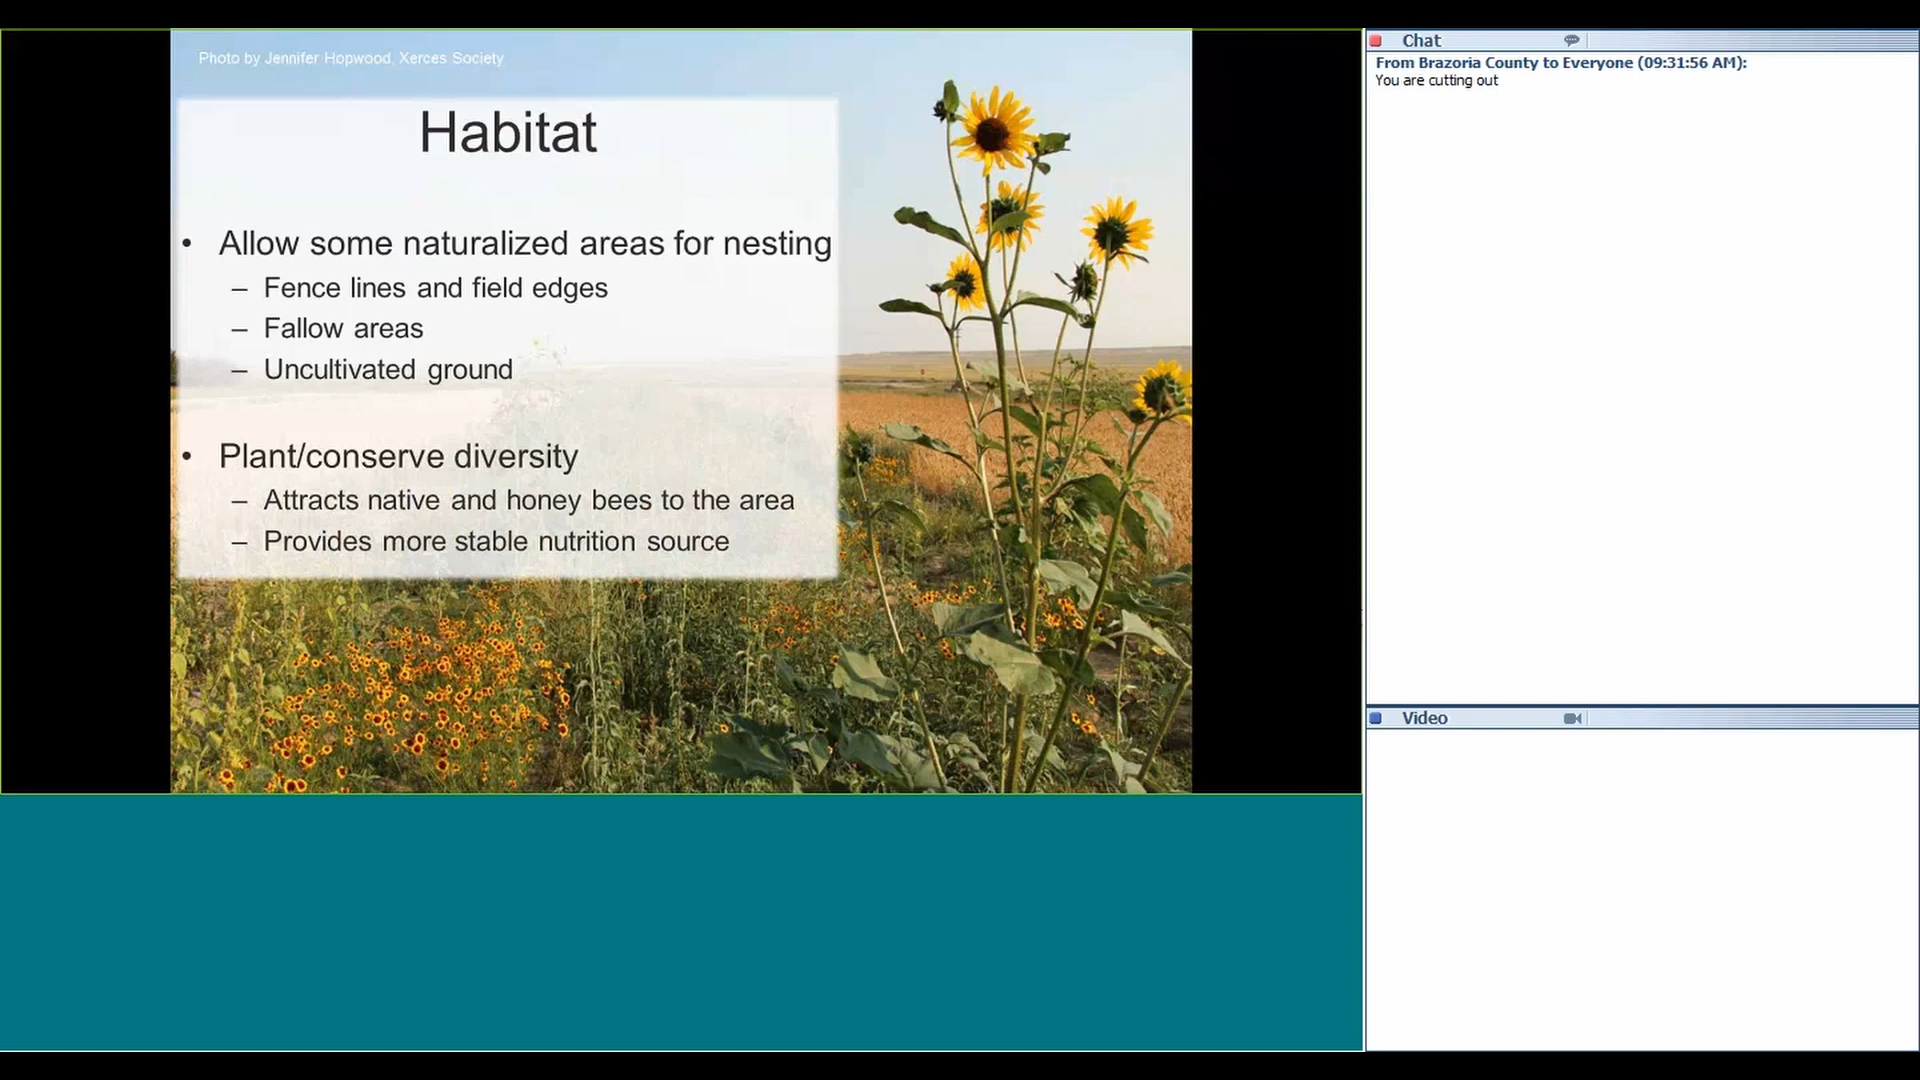 Photo by Jennifer Hopwood, Xerces Society
Habitat
• Allow some naturalized areas for nesting
– Fence lines and field edges
– Fallow areas
– Uncultivated ground
• Plant/conserve diversity
– Attracts native and honey bees to the area
– Provides more stable nutrition source
Chat
From Brazoria County to Everyone (09:31:56 AM):
You are cutting out
Video